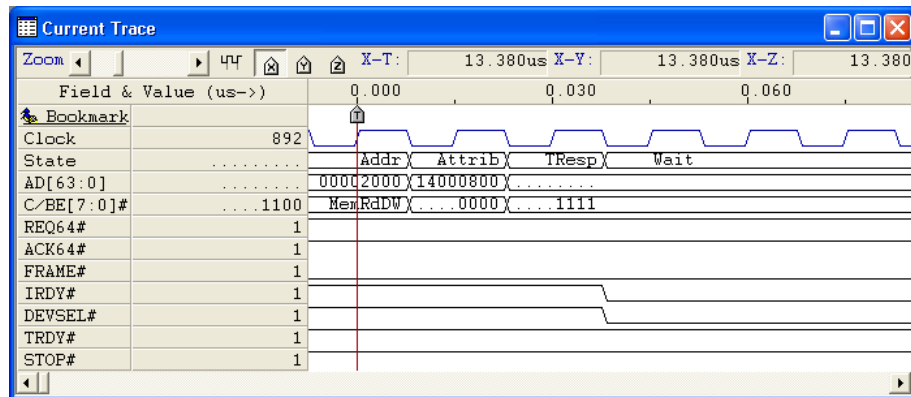 Current Trace
Zoom X Y Z X-T: 13.380us X-Y: 13.380us X-Z: 13.380
Field & Value (us->) 0.000 0.030 0.060
Bookmark T
Clock 892
State ......... Addr Attrib TResp Wait
AD[63:0] ........ 00002000 14000800 ........
C/BE[7:0]# ....1100 MemRdDW ....0000 ....1111
REQ64# 1
ACK64# 1
FRAME# 1
IRDY# 1
DEVSEL# 1
TRDY# 1
STOP# 1